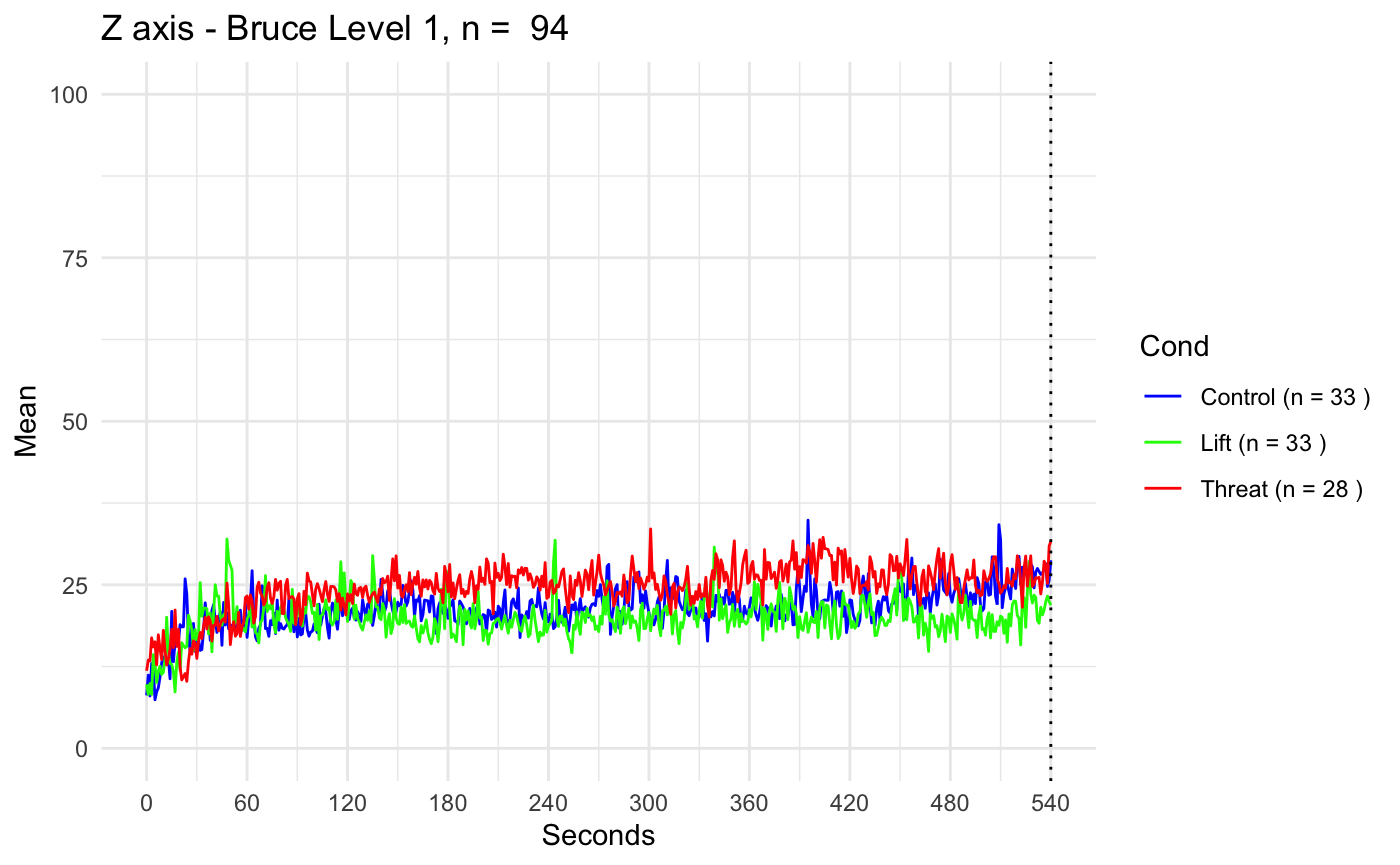 Z axis - Bruce Level 1, n =  94
100
75
50
25
0
Mean
0 60 120 180 240 300 360 420 480 540
Seconds
Cond
Control (n = 33 )
Lift (n = 33 )
Threat (n = 28 )